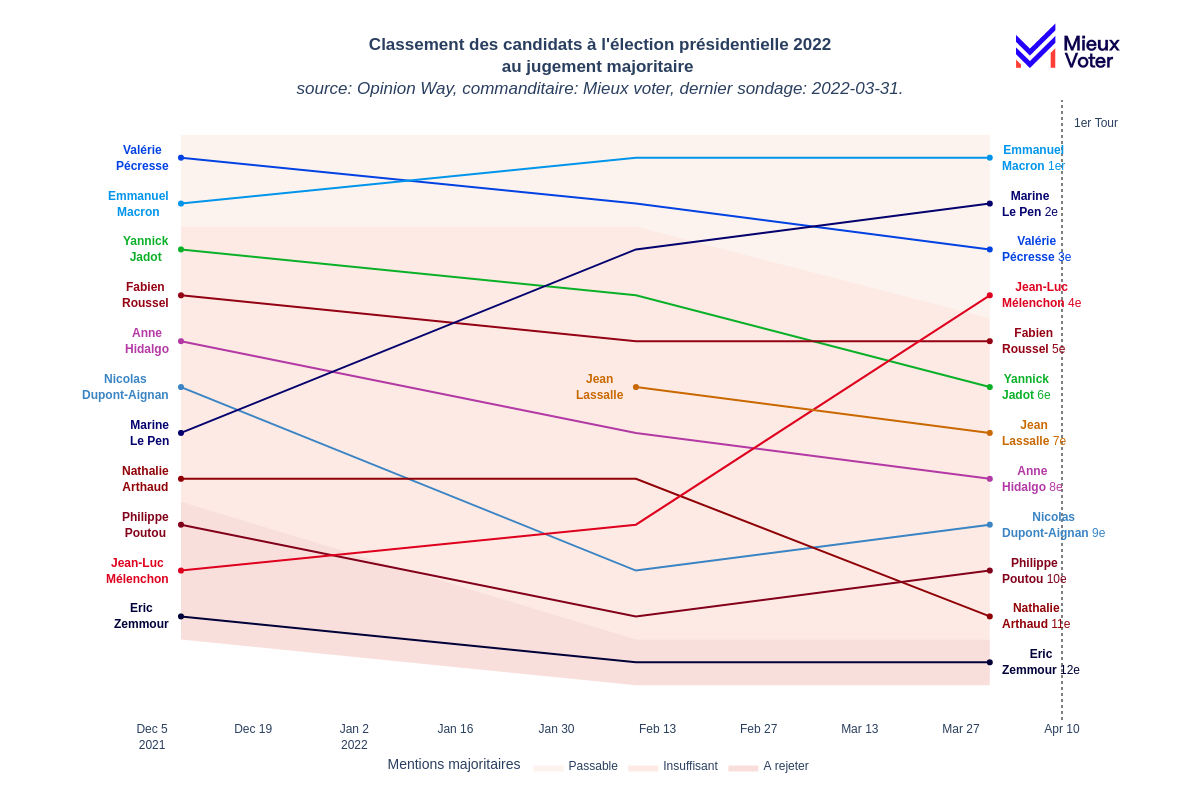 Classement des candidats à l'élection présidentielle 2022
au jugement majoritaire
source: Opinion Way, commanditaire: Mieux voter, dernier sondage: 2022-03-31.
Mieux
Voter
1er Tour
Valérie
Pécresse
Emmanuel
Macron
Yannick
Jadot
Fabien
Roussel
Anne
Hidalgo
Nicolas
Dupont-Aignan
Marine
Le Pen
Nathalie
Arthaud
Philippe
Poutou
Jean-Luc
Mélenchon
Eric
Zemmour
Jean
Lassalle
Emmanuel
Macron 1er
Marine
Le Pen 2e
Valérie
Pécresse 3e
Jean-Luc
Mélenchon 4e
Fabien
Roussel 5e
Yannick
Jadot 6e
Jean
Lassalle 7e
Anne
Hidalgo 8e
Nicolas
Dupont-Aignan 9e
Philippe
Poutou 10e
Nathalie
Arthaud 11e
Eric
Zemmour 12e
Dec 5
2021
Dec 19
Jan 2
2022
Jan 16
Jan 30
Feb 13
Feb 27
Mar 13
Mar 27
Apr 10
Mentions majoritaires
Passable
Insuffisant
A rejeter